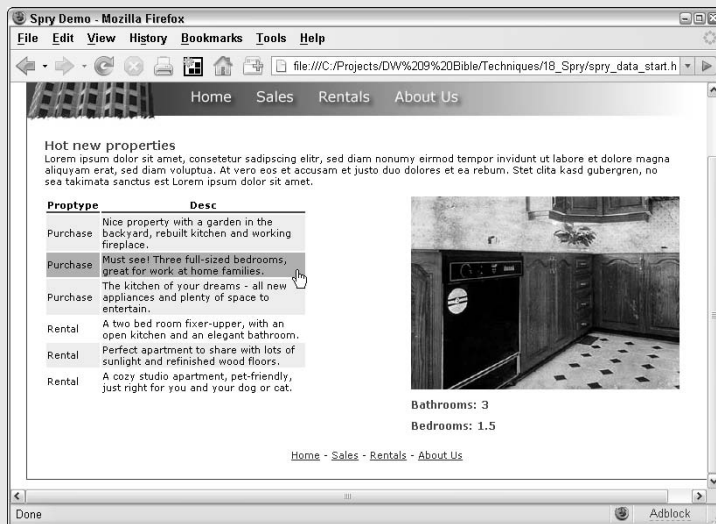 Spry Demo - Mozilla Firefox
File Edit View History Bookmarks Tools Help
file:///C:/Projects/DW%209%20Bible/Techniques/18_Spry/spry_data_start.h
Home Sales Rentals About Us
Hot new properties
Lorem ipsum dolor sit amet, consetetur sadipscing elitr, sed diam nonumy eirmod tempor invidunt ut labore et dolore magna
aliquyam erat, sed diam voluptua. At vero eos et accusam et justo duo dolores et ea rebum. Stet clita kasd gubergren, no
sea takimata sanctus est Lorem ipsum dolor sit amet.
Proptype Desc
Purchase Nice property with a garden in the
backyard, rebuilt kitchen and working
fireplace.
Purchase Must see! Three full-sized bedrooms,
great for work at home families.
Purchase The kitchen of your dreams - all new
appliances and plenty of space to
entertain.
Rental A two bed room fixer-upper, with an
open kitchen and an elegant bathroom.
Rental Perfect apartment to share with lots of
sunlight and refinished wood floors.
Rental A cozy studio apartment, pet-friendly,
just right for you and your dog or cat.
Bathrooms: 3
Bedrooms: 1.5
Home - Sales - Rentals - About Us
Done Adblock